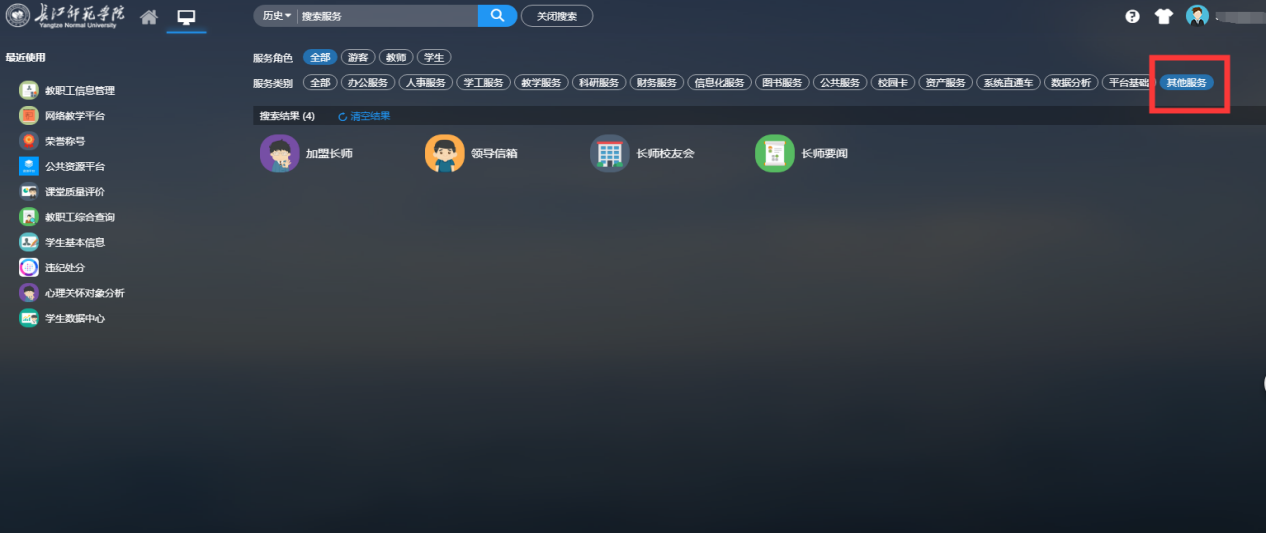 长江师范学院
Yangtze Normal University
历史 搜索服务 关闭搜索
最近使用
教职工信息管理
网络教学平台
荣誉称号
公共资源平台
课堂质量评价
教职工综合查询
学生基本信息
违纪处分
心理关怀对象分析
学生数据中心
服务角色 全部 游客 教师 学生
服务类别 全部 办公服务 人事服务 学工服务 教学服务 科研服务 财务服务 信息化服务 图书服务 公共服务 校园卡 资产服务 系统直通车 数据分析 平台基础 其他服务
搜索结果 (4) 清空结果
加盟长师 领导信箱 长师校友会 长师要闻